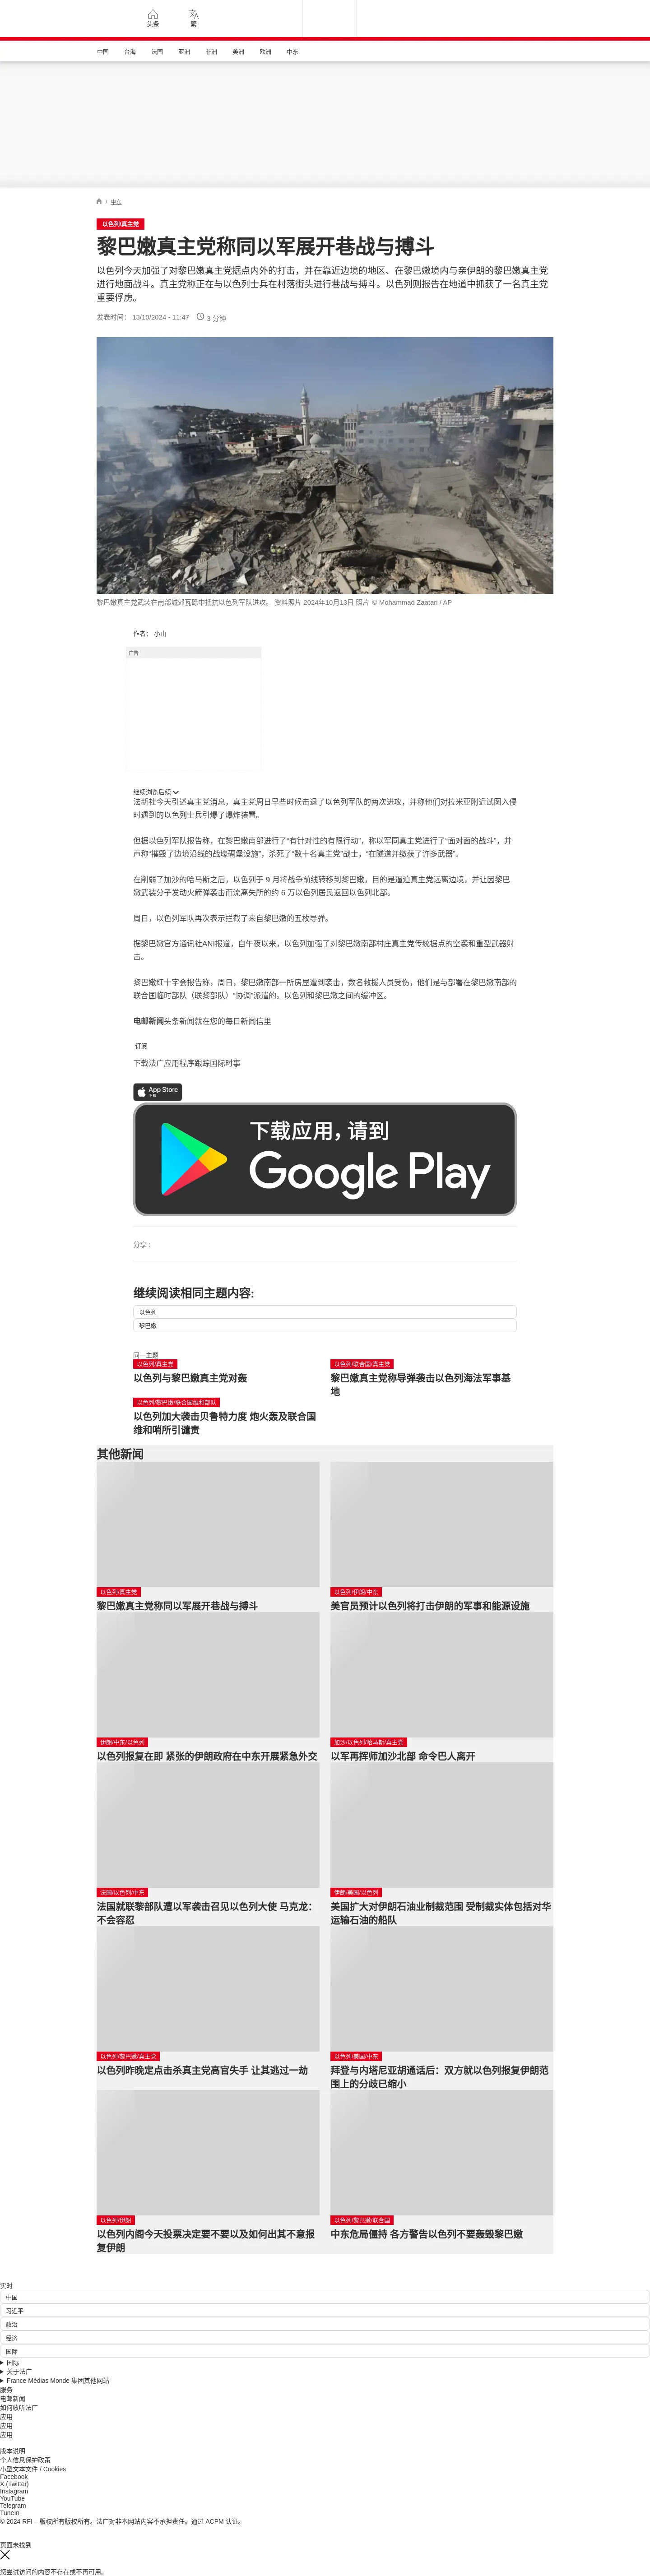 头条
繁
中国 台海 法国 亚洲 非洲 美洲 欧洲 中东
/ 中东
以色列/真主党
黎巴嫩真主党称同以军展开巷战与搏斗
以色列今天加强了对黎巴嫩真主党据点内外的打击，并在靠近边境的地区、在黎巴嫩境内与亲伊朗的黎巴嫩真主党
进行地面战斗。真主党称正在与以色列士兵在村落街头进行巷战与搏斗。以色列则报告在地道中抓获了一名真主党
重要俘虏。
发表时间： 13/10/2024 - 11:47 3 分钟
黎巴嫩真主党武装在南部城郊瓦砾中抵抗以色列军队进攻。 资料照片 2024年10月13日 照片 © Mohammad Zaatari / AP
作者： 小山
广告
继续浏览后续
法新社今天引述真主党消息，真主党周日早些时候击退了以色列军队的两次进攻，并称他们对拉米亚附近试图入侵
时遇到的以色列士兵引爆了爆炸装置。
但据以色列军队报告称，在黎巴嫩南部进行了“有针对性的有限行动”，称以军同真主党进行了“面对面的战斗”，并
声称“摧毁了边境沿线的战壕碉堡设施”，杀死了“数十名真主党”战士，“在隧道并缴获了许多武器”。
在削弱了加沙的哈马斯之后，以色列于 9 月将战争前线转移到黎巴嫩，目的是逼迫真主党远离边境，并让因黎巴
嫩武装分子发动火箭弹袭击而流离失所的约 6 万以色列居民返回以色列北部。
周日，以色列军队再次表示拦截了来自黎巴嫩的五枚导弹。
据黎巴嫩官方通讯社ANI报道，自午夜以来，以色列加强了对黎巴嫩南部村庄真主党传统据点的空袭和重型武器射
击。
黎巴嫩红十字会报告称，周日，黎巴嫩南部一所房屋遭到袭击，数名救援人员受伤，他们是与部署在黎巴嫩南部的
联合国临时部队（联黎部队）“协调”派遣的。以色列和黎巴嫩之间的缓冲区。
电邮新闻头条新闻就在您的每日新闻信里
订阅
下载法广应用程序跟踪国际时事
App Store
下载
下载应用，请到
Google Play
分享 :
继续阅读相同主题内容:
以色列
黎巴嫩
同一主题
以色列/真主党
以色列与黎巴嫩真主党对轰
以色列/联合国/真主党
黎巴嫩真主党称导弹袭击以色列海法军事基
地
以色列/黎巴嫩/联合国维和部队
以色列加大袭击贝鲁特力度 炮火轰及联合国
维和哨所引谴责
其他新闻
以色列/真主党
黎巴嫩真主党称同以军展开巷战与搏斗
以色列/伊朗/中东
美官员预计以色列将打击伊朗的军事和能源设施
伊朗/中东/以色列
以色列报复在即 紧张的伊朗政府在中东开展紧急外交
加沙/以色列/哈马斯/真主党
以军再挥师加沙北部 命令巴人离开
法国/以色列/中东
法国就联黎部队遭以军袭击召见以色列大使 马克龙：
不会容忍
伊朗/美国/以色列
美国扩大对伊朗石油业制裁范围 受制裁实体包括对华
运输石油的船队
以色列/黎巴嫩/真主党
以色列昨晚定点击杀真主党高官失手 让其逃过一劫
以色列/美国/中东
拜登与内塔尼亚胡通话后：双方就以色列报复伊朗范
围上的分歧已缩小
以色列/伊朗
以色列内阁今天投票决定要不要以及如何出其不意报
复伊朗
以色列/黎巴嫩/联合国
中东危局僵持 各方警告以色列不要轰毁黎巴嫩
实时
中国
习近平
政治
经济
国际
国际
关于法广
France Médias Monde 集团其他网站
服务
电邮新闻
如何收听法广
应用
应用
应用
版本说明
个人信息保护政策
小型文本文件 / Cookies
Facebook
X (Twitter)
Instagram
YouTube
Telegram
TuneIn
© 2024 RFI – 版权所有版权所有。法广对非本网站内容不承担责任。通过 ACPM 认证。
页面未找到
您尝试访问的内容不存在或不再可用。